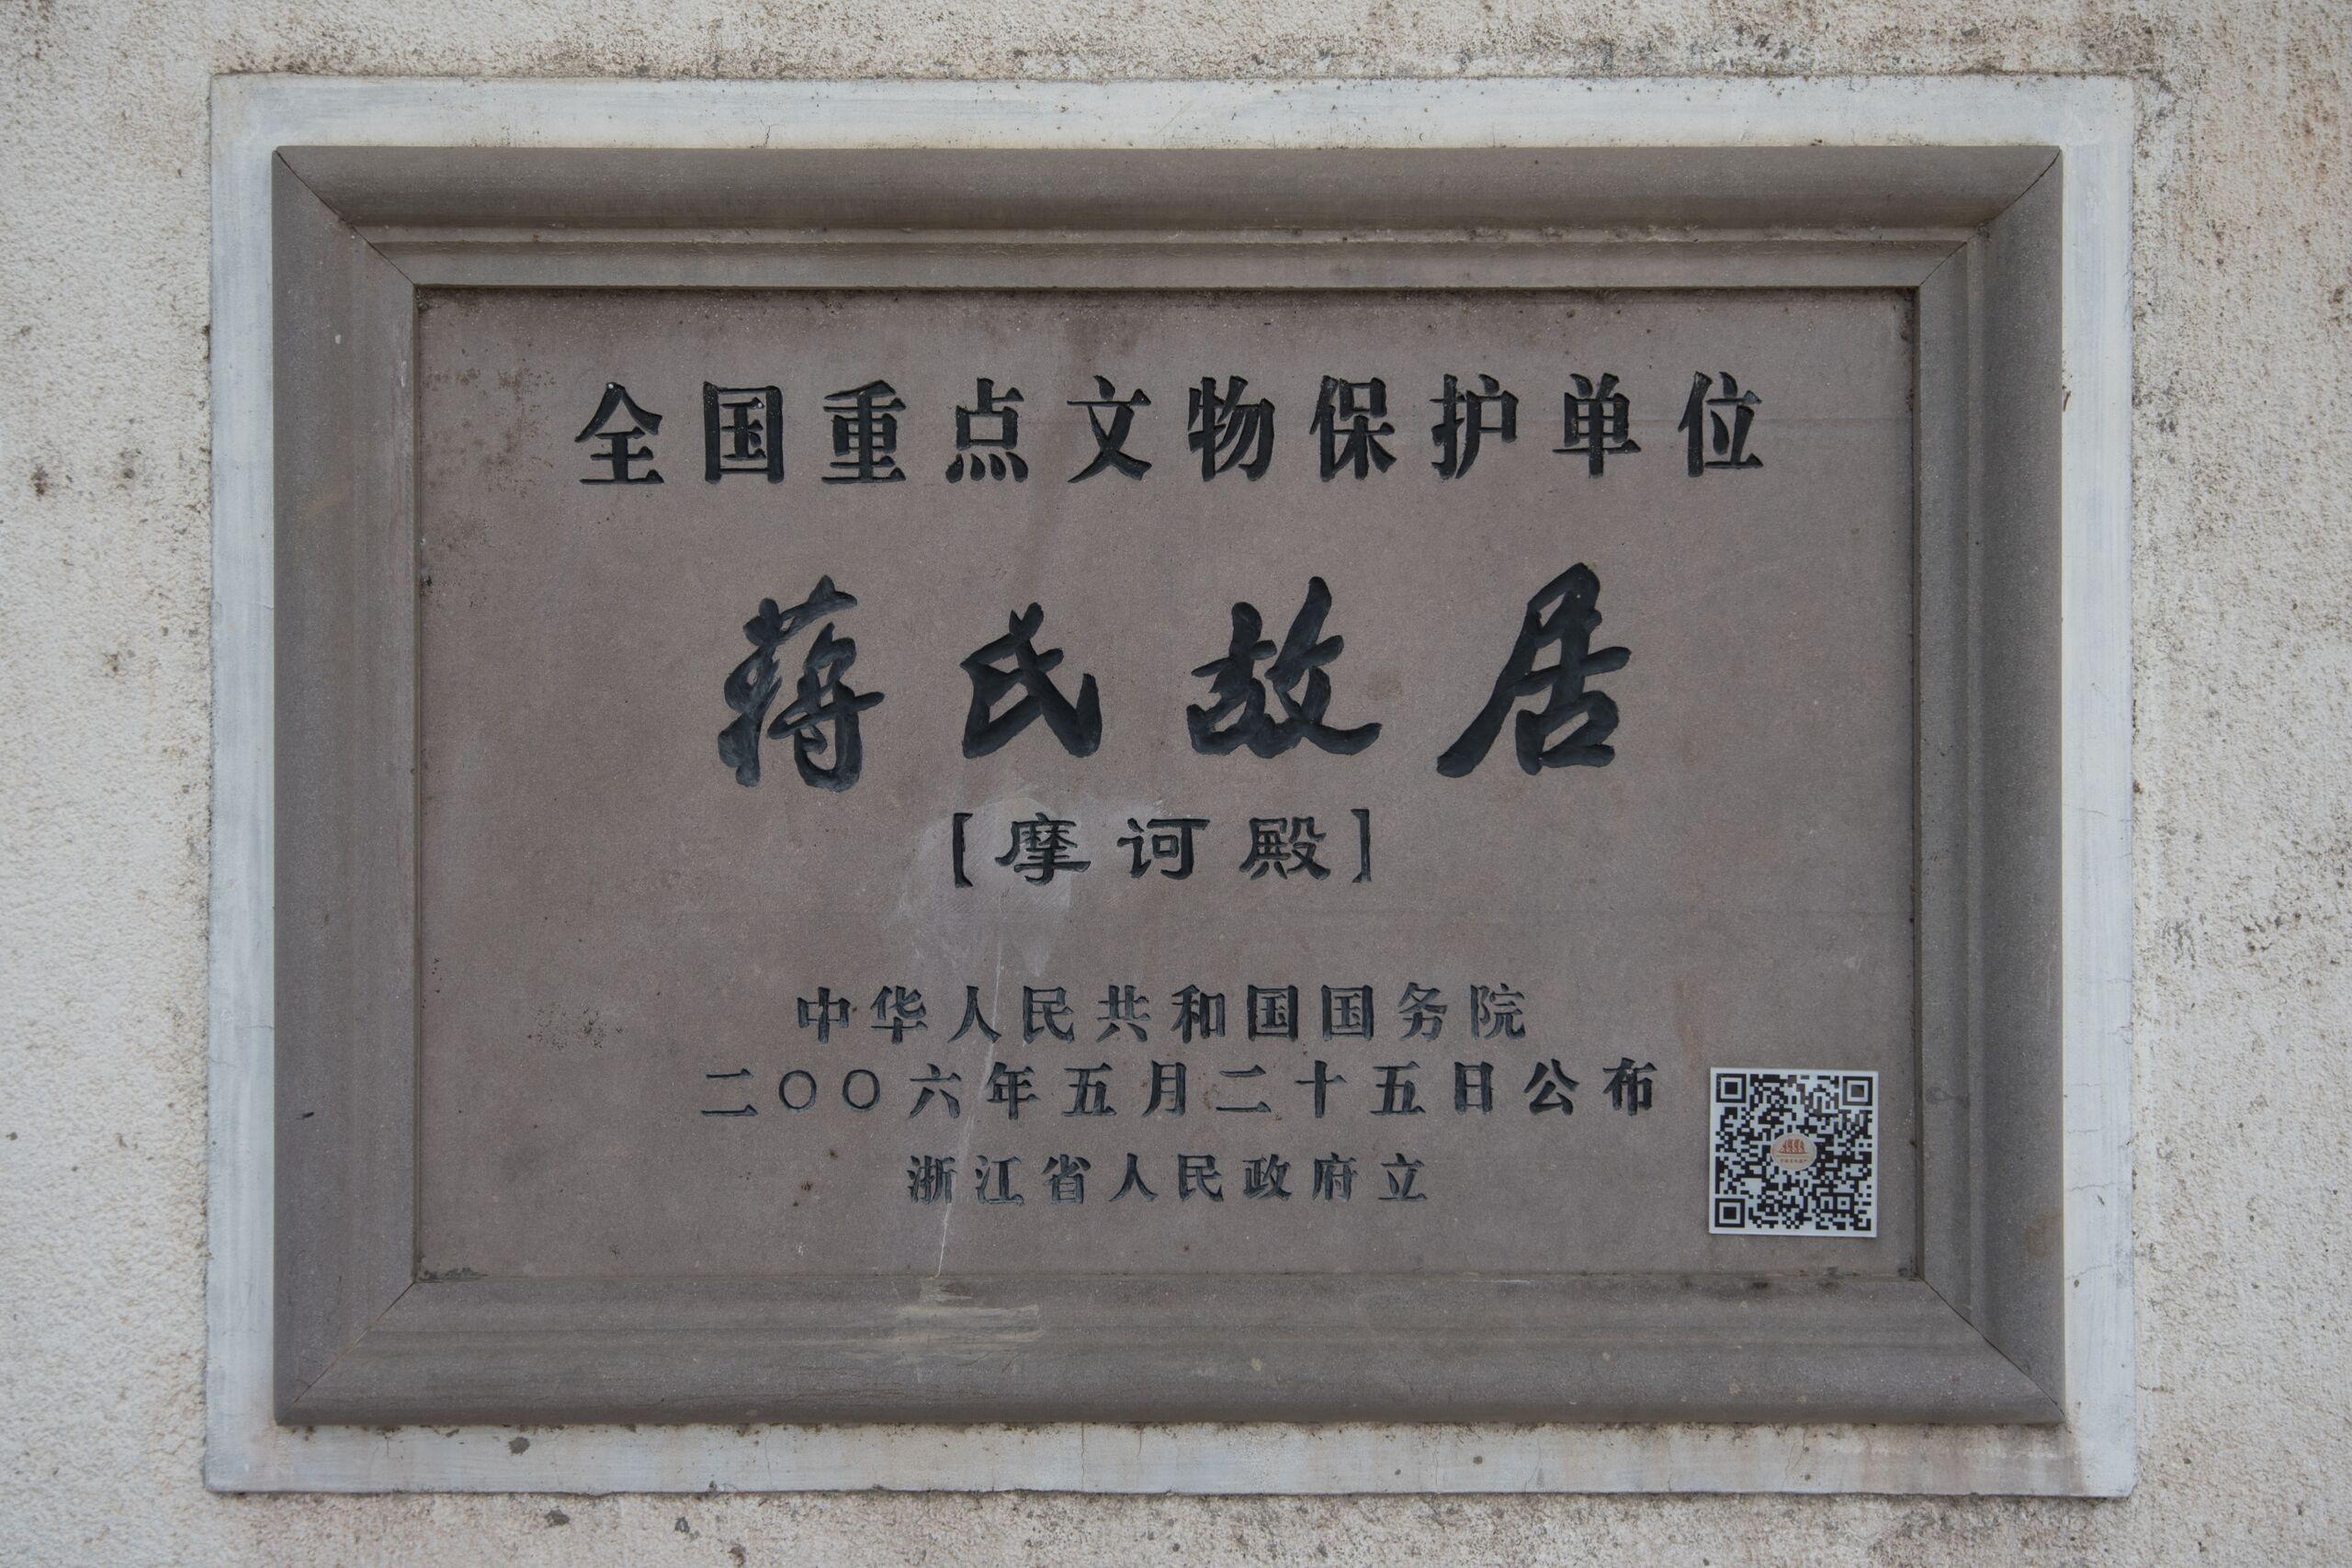 全国重点文物保护单位
蒋氏故居
[摩诃殿]
中华人民共和国国务院
二〇〇六年五月二十五日公布
浙江省人民政府立